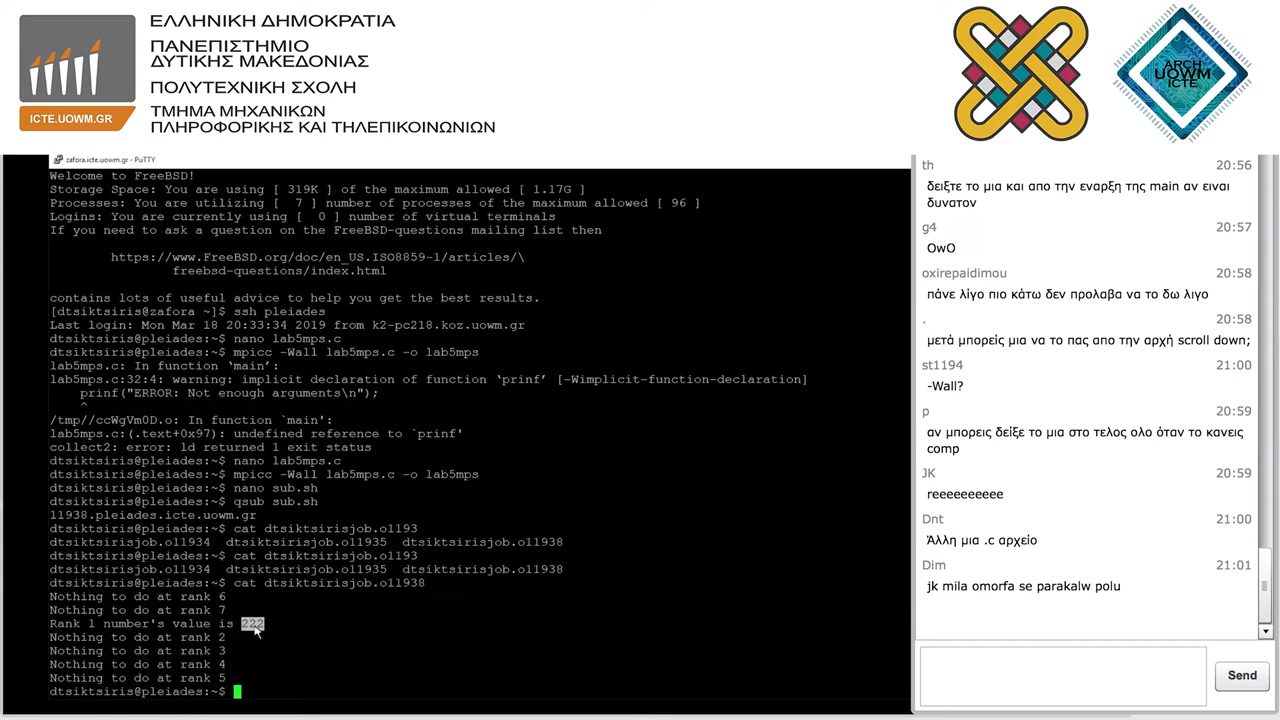 ΕΛΛΗΝΙΚΗ ΔΗΜΟΚΡΑΤΙΑ
ΠΑΝΕΠΙΣΤΗΜΙΟ
ΔΥΤΙΚΗΣ ΜΑΚΕΔΟΝΙΑΣ
ΠΟΛΥΤΕΧΝΙΚΗ ΣΧΟΛΗ
ΤΜΗΜΑ ΜΗΧΑΝΙΚΩΝ
ΠΛΗΡΟΦΟΡΙΚΗΣ ΚΑΙ ΤΗΛΕΠΙΚΟΙΝΩΝΙΩΝ
ICTE.UOWM.GR
ARCH
UOWM
ICTE
zafora.icte.uowm.gr - PuTTY
Welcome to FreeBSD!
Storage Space: You are using [ 319K ] of the maximum allowed [ 1.17G ]
Processes: You are utilizing [ 7 ] number of processes of the maximum allowed [ 96 ]
Logins: You are currently using [ 0 ] number of virtual terminals
If you need to ask a question on the FreeBSD-questions mailing list then
https://www.FreeBSD.org/doc/en_US.ISO8859-1/articles/\
freebsd-questions/index.html
contains lots of useful advice to help you get the best results.
[dtsiktsiris@zafora ~]$ ssh pleiades
Last login: Mon Mar 18 20:33:34 2019 from k2-pc218.koz.uowm.gr
dtsiktsiris@pleiades:~$ nano lab5mps.c
dtsiktsiris@pleiades:~$ mpicc -Wall lab5mps.c -o lab5mps
lab5mps.c: In function ‘main’:
lab5mps.c:32:4: warning: implicit declaration of function ‘prinf’ [-Wimplicit-function-declaration]
prinf("ERROR: Not enough arguments\n");
^
/tmp//ccWgVm0D.o: In function `main':
lab5mps.c:(.text+0x97): undefined reference to `prinf'
collect2: error: ld returned 1 exit status
dtsiktsiris@pleiades:~$ nano lab5mps.c
dtsiktsiris@pleiades:~$ mpicc -Wall lab5mps.c -o lab5mps
dtsiktsiris@pleiades:~$ nano sub.sh
dtsiktsiris@pleiades:~$ qsub sub.sh
11938.pleiades.icte.uowm.gr
dtsiktsiris@pleiades:~$ cat dtsiktsirisjob.o1193
dtsiktsirisjob.o11934 dtsiktsirisjob.o11935 dtsiktsirisjob.o11938
dtsiktsiris@pleiades:~$ cat dtsiktsirisjob.o1193
dtsiktsirisjob.o11934 dtsiktsirisjob.o11935 dtsiktsirisjob.o11938
dtsiktsiris@pleiades:~$ cat dtsiktsirisjob.o11938
Nothing to do at rank 6
Nothing to do at rank 7
Rank 1 number's value is 222
Nothing to do at rank 2
Nothing to do at rank 3
Nothing to do at rank 4
Nothing to do at rank 5
dtsiktsiris@pleiades:~$
th 20:56
δειξτε το μια και απο την εναρξη της main αν ειναι
δυνατον
g4 20:57
OwO
oxirepaidimou 20:58
πάνε λίγο πιο κάτω δεν προλαβα να το δω λιγο
. 20:58
μετά μπορείς μια να το πας απο την αρχή scroll down;
st1194 21:00
-Wall?
p 20:59
αν μπορεις δείξε το μια στο τελος ολο όταν το κανεις
comp
JK 20:59
reeeeeeeeee
Dnt 21:00
Άλλη μια .c αρχείο
Dim 21:01
jk mila omorfa se parakalw polu
Send